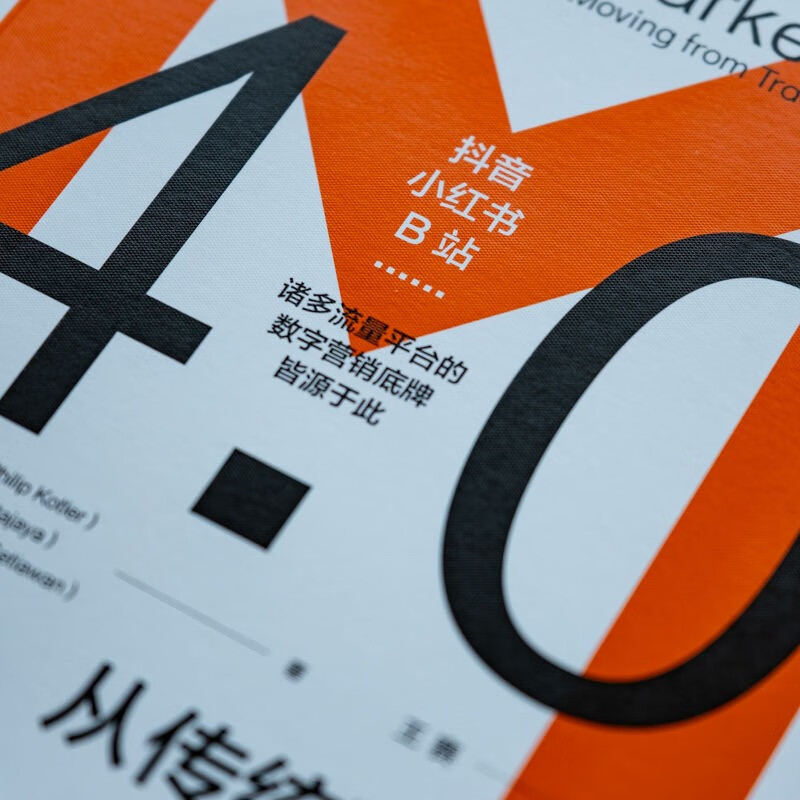 arke
Moving from Tra
4.0
抖音
小红书
B 站
······
诸多流量平台的
数字营销底牌
皆源于此
hilip Kotler )
ajaya )
etiawan )
著
王赛
从传统